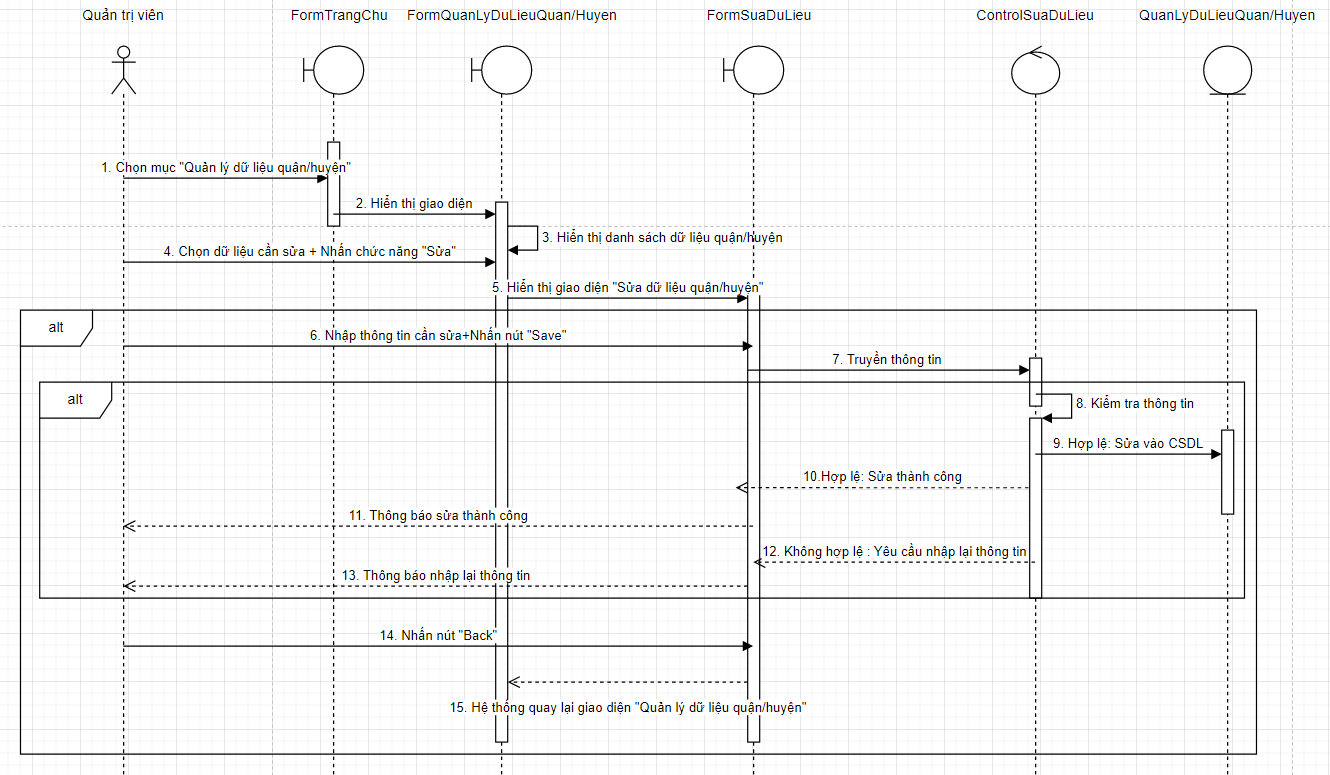 Quản trị viên
FormTrangChu
FormQuanLyDuLieuQuan/Huyen
FormSuaDuLieu
ControlSuaDuLieu
QuanLyDuLieuQuan/Huyen
1. Chọn mục "Quản lý dữ liệu quận/huyện"
2. Hiển thị giao diện
3. Hiển thị danh sách dữ liệu quận/huyện
4. Chọn dữ liệu cần sửa + Nhấn chức năng "Sửa"
5. Hiển thị giao diện "Sửa dữ liệu quận/huyện"
alt
6. Nhập thông tin cần sửa+Nhấn nút "Save"
7. Truyền thông tin
alt
8. Kiểm tra thông tin
9. Hợp lệ: Sửa vào CSDL
10.Hợp lệ: Sửa thành công
11. Thông báo sửa thành công
12. Không hợp lệ : Yêu cầu nhập lại thông tin
13. Thông báo nhập lại thông tin
14. Nhấn nút "Back"
15. Hệ thống quay lại giao diện "Quản lý dữ liệu quận/huyện"